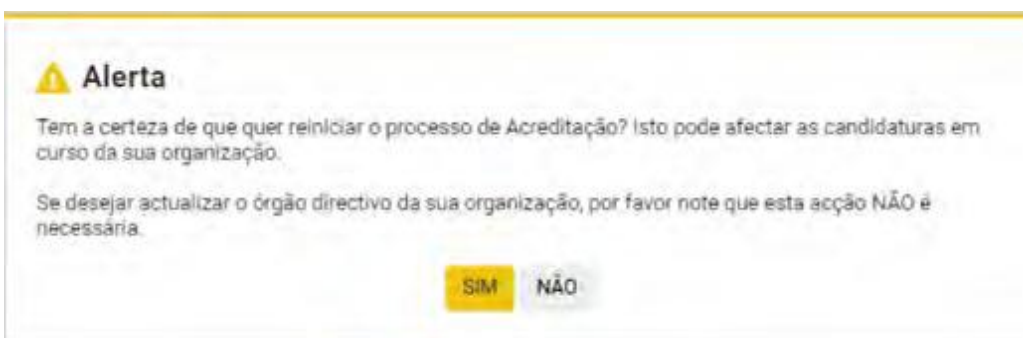 Alerta
Tem a certeza de que quer reiniciar o processo de Acreditação? Isto pode afectar as candidaturas em
curso da sua organização.
Se desejar actualizar o órgão directivo da sua organização, por favor note que esta acção NÃO é
necessária.
SIM NÃO